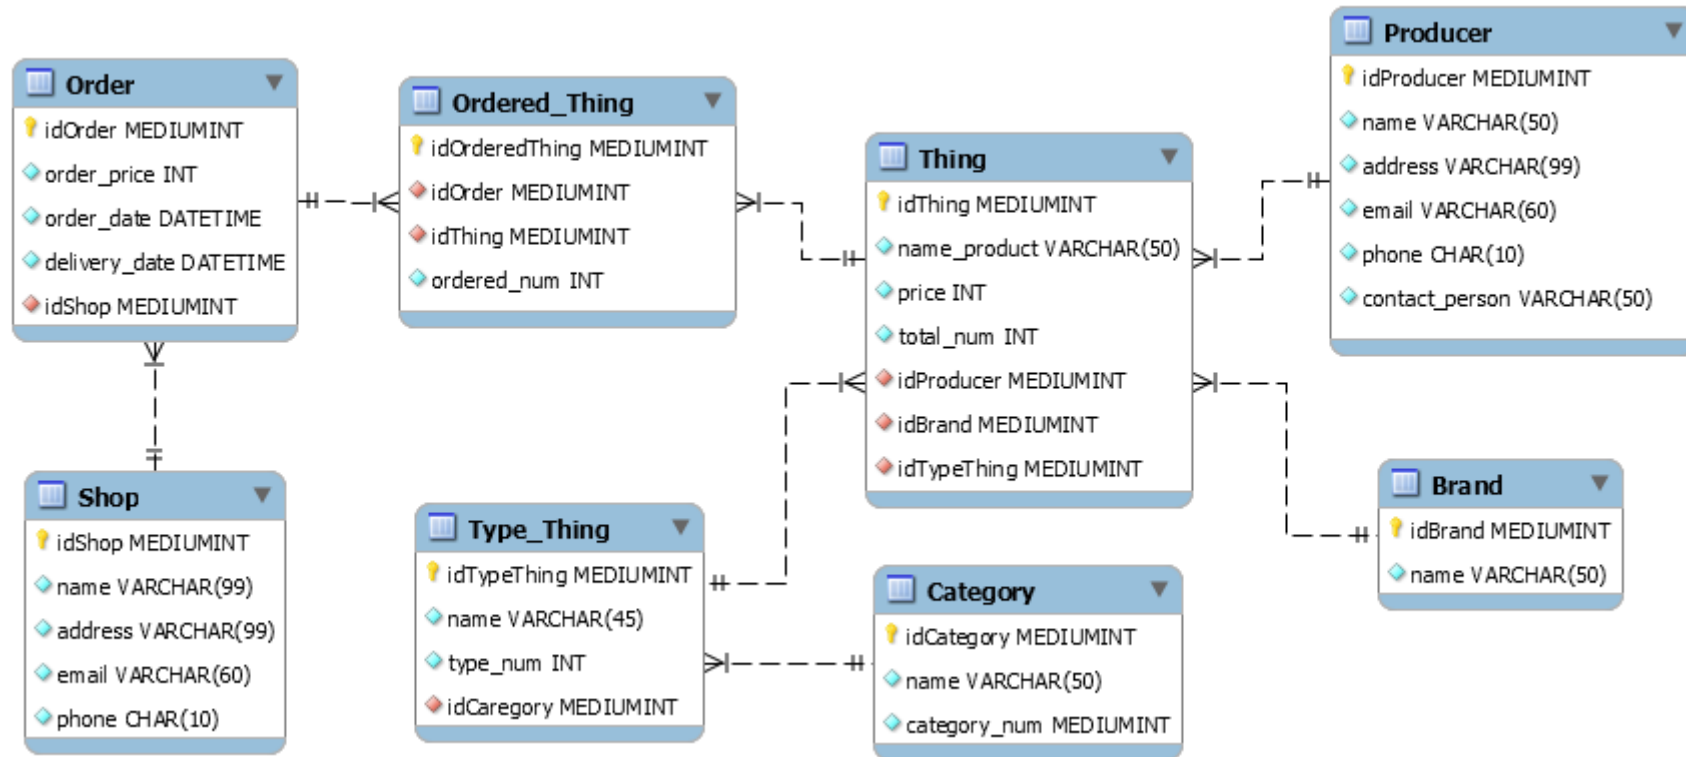 Order
idOrder MEDIUMINT
order_price INT
order_date DATETIME
delivery_date DATETIME
idShop MEDIUMINT
Ordered_Thing
idOrderedThing MEDIUMINT
idOrder MEDIUMINT
idThing MEDIUMINT
ordered_num INT
Thing
idThing MEDIUMINT
name_product VARCHAR(50)
price INT
total_num INT
idProducer MEDIUMINT
idBrand MEDIUMINT
idTypeThing MEDIUMINT
Producer
idProducer MEDIUMINT
name VARCHAR(50)
address VARCHAR(99)
email VARCHAR(60)
phone CHAR(10)
contact_person VARCHAR(50)
Shop
idShop MEDIUMINT
name VARCHAR(99)
address VARCHAR(99)
email VARCHAR(60)
phone CHAR(10)
Type_Thing
idTypeThing MEDIUMINT
name VARCHAR(45)
type_num INT
idCaregory MEDIUMINT
Category
idCategory MEDIUMINT
name VARCHAR(50)
category_num MEDIUMINT
Brand
idBrand MEDIUMINT
name VARCHAR(50)